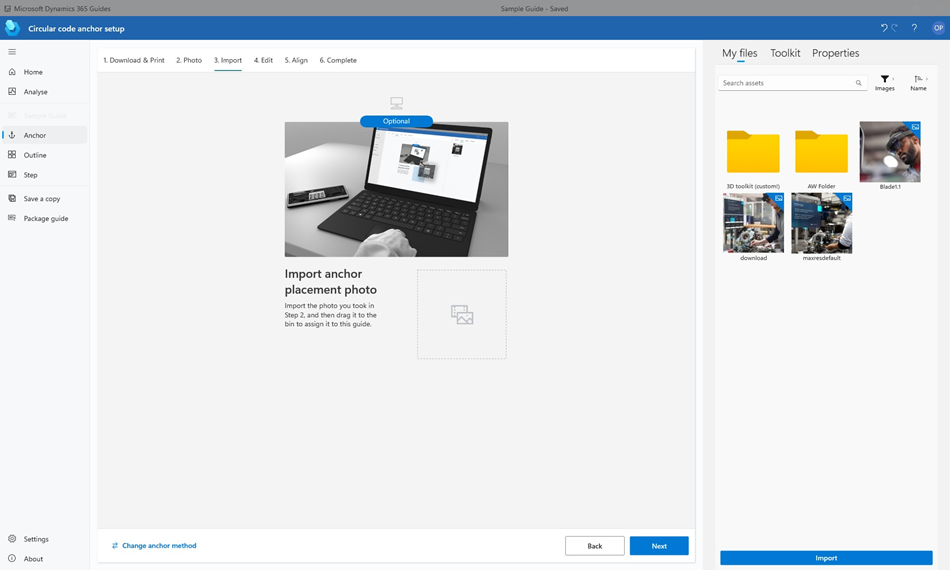 Microsoft Dynamics 365 Guides
Sample Guide - Saved
Circular code anchor setup
OP
Home
Analyse
Sample Guide
Anchor
Outline
Step
Save a copy
Package guide
Settings
About
1. Download & Print
2. Photo
3. Import
4. Edit
5. Align
6. Complete
Optional
Import anchor
placement photo
Import the photo you took in
Step 2, and then drag it to the
bin to assign it to this guide.
Change anchor method
Back
Next
My files
Toolkit
Properties
Search assets
Images
Name
3D toolkit (custom!)
AW Folder
Blade1.1
download
maxresdefault
Import